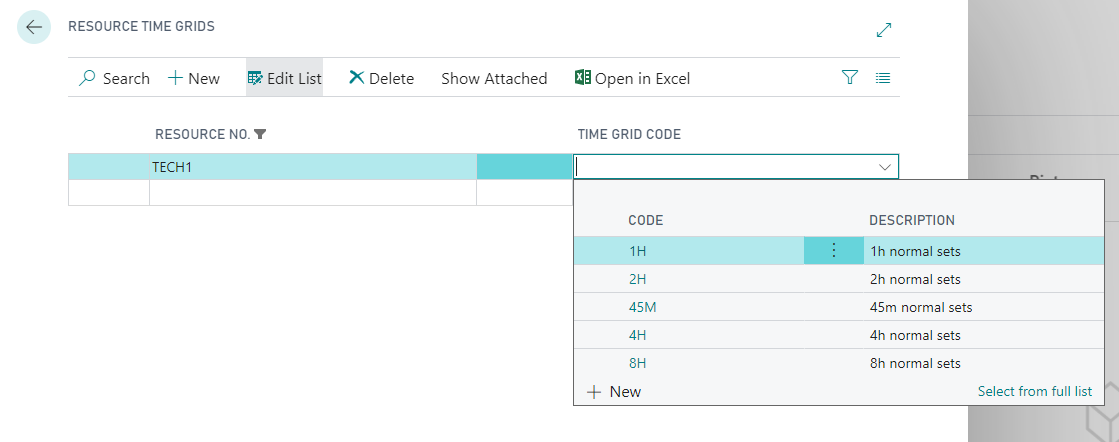 RESOURCE TIME GRIDS
Search New Edit List Delete Show Attached Open in Excel
RESOURCE NO. TIME GRID CODE
TECH1
CODE DESCRIPTION
1H 1h normal sets
2H 2h normal sets
45M 45m normal sets
4H 4h normal sets
8H 8h normal sets
New Select from full list